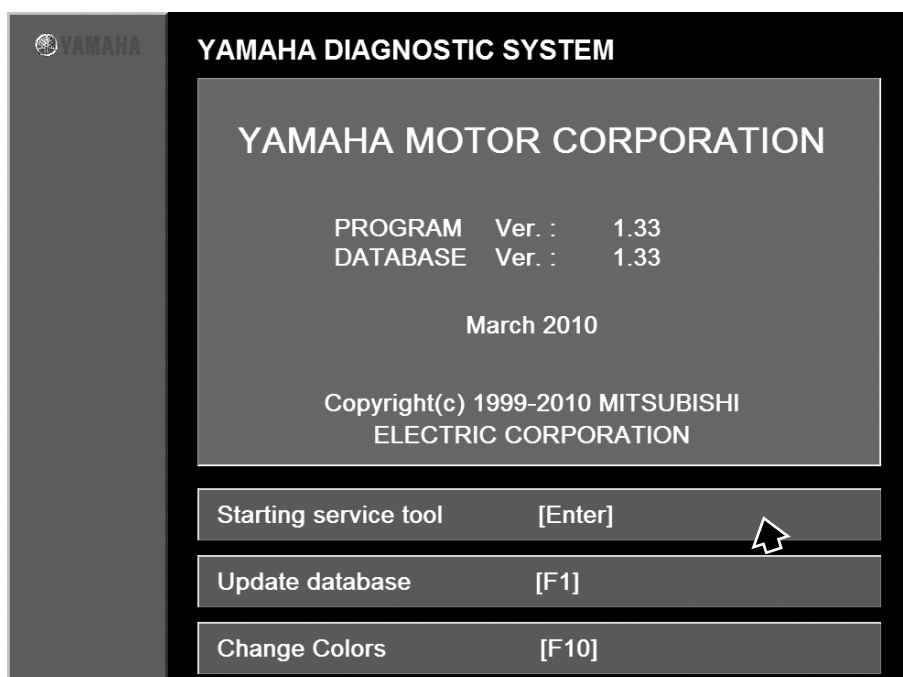 YAMAHA
YAMAHA DIAGNOSTIC SYSTEM
YAMAHA MOTOR CORPORATION
PROGRAM Ver. : 1.33
DATABASE Ver. : 1.33
March 2010
Copyright(c) 1999-2010 MITSUBISHI
ELECTRIC CORPORATION
Starting service tool [Enter]
Update database [F1]
Change Colors [F10]